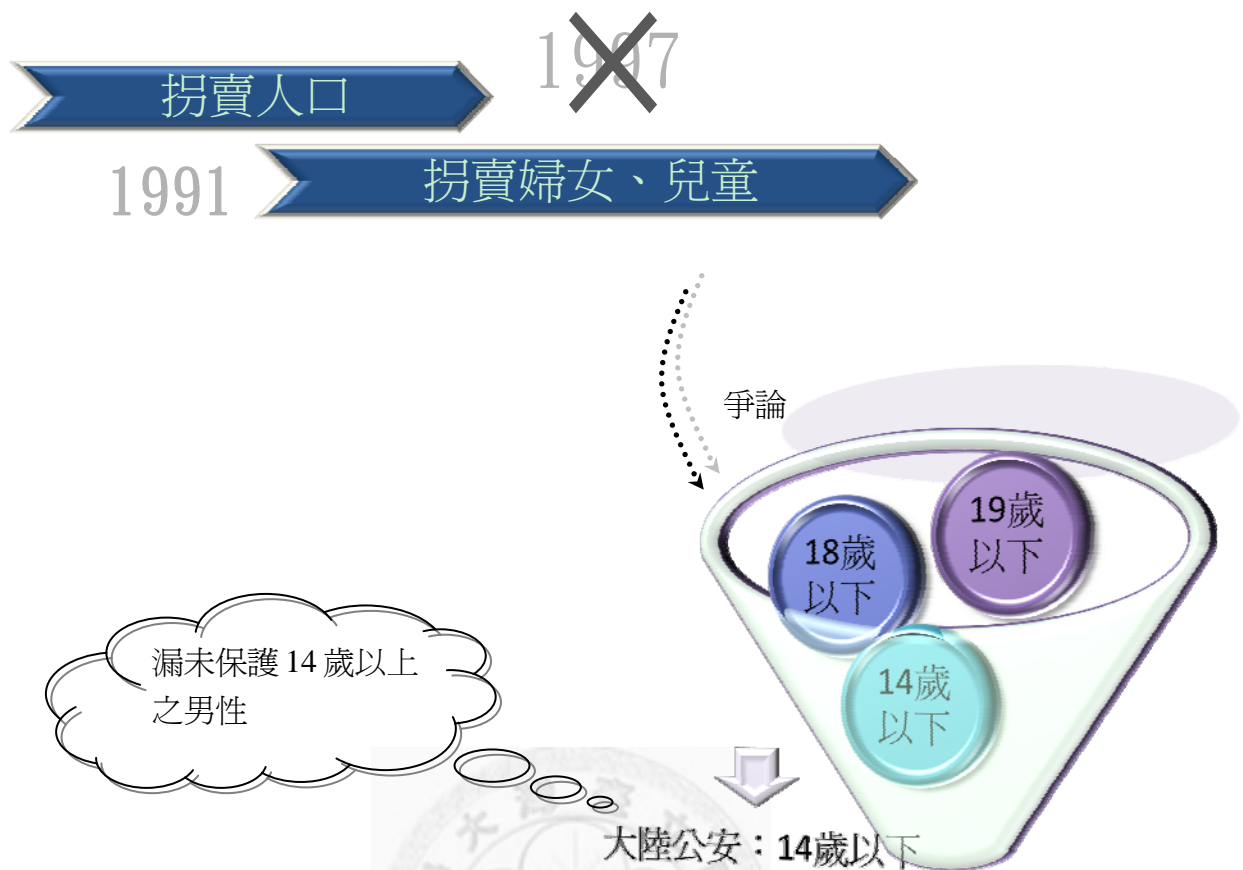 1997
拐賣人口
1991
拐賣婦女、兒童
爭論
19歲
以下
18歲
以下
14歲
以下
漏未保護 14 歲以上
之男性
大陸公安：14歲以下